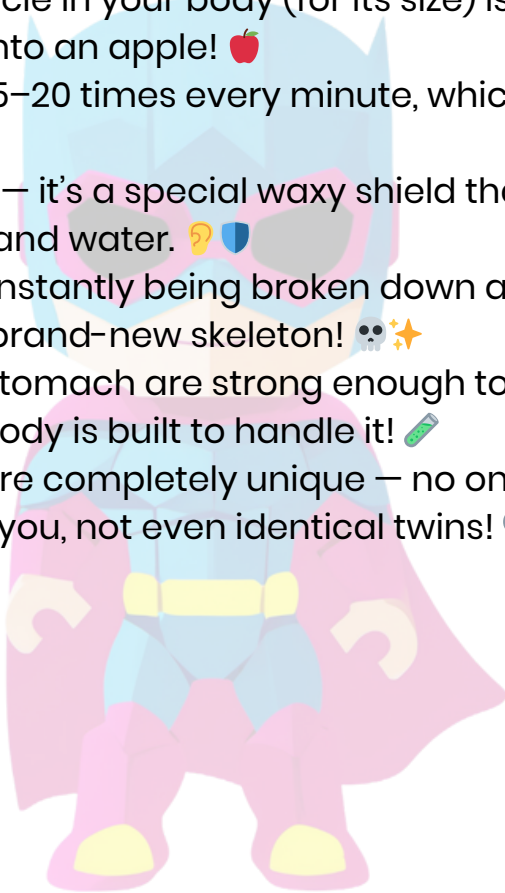 cle in your body (for its size) is
nto an apple! 🍎
5–20 times every minute, whic
— it’s a special waxy shield tha
and water. 👂🛡️
nstantly being broken down a
brand-new skeleton! 💀✨
tomach are strong enough to
ody is built to handle it! 🧪
re completely unique — no on
you, not even identical twins!